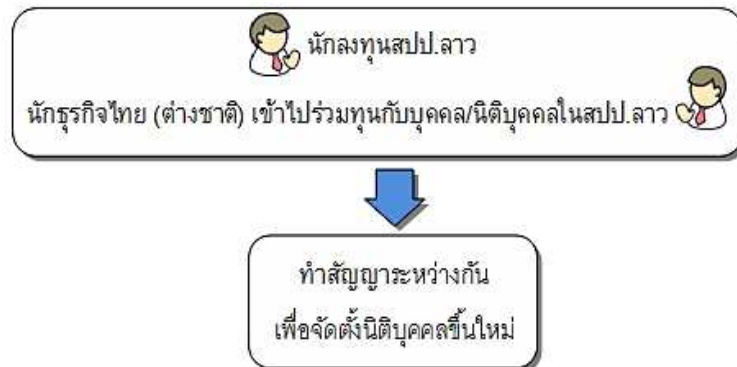 นักลงทุนสปป.ลาว
นักธุรกิจไทย (ต่างชาติ) เข้าไปร่วมทุนกับบุคคล/นิติบุคคลในสปป.ลาว
ทำสัญญาระหว่างกัน
เพื่อจัดตั้งนิติบุคคลขึ้นใหม่